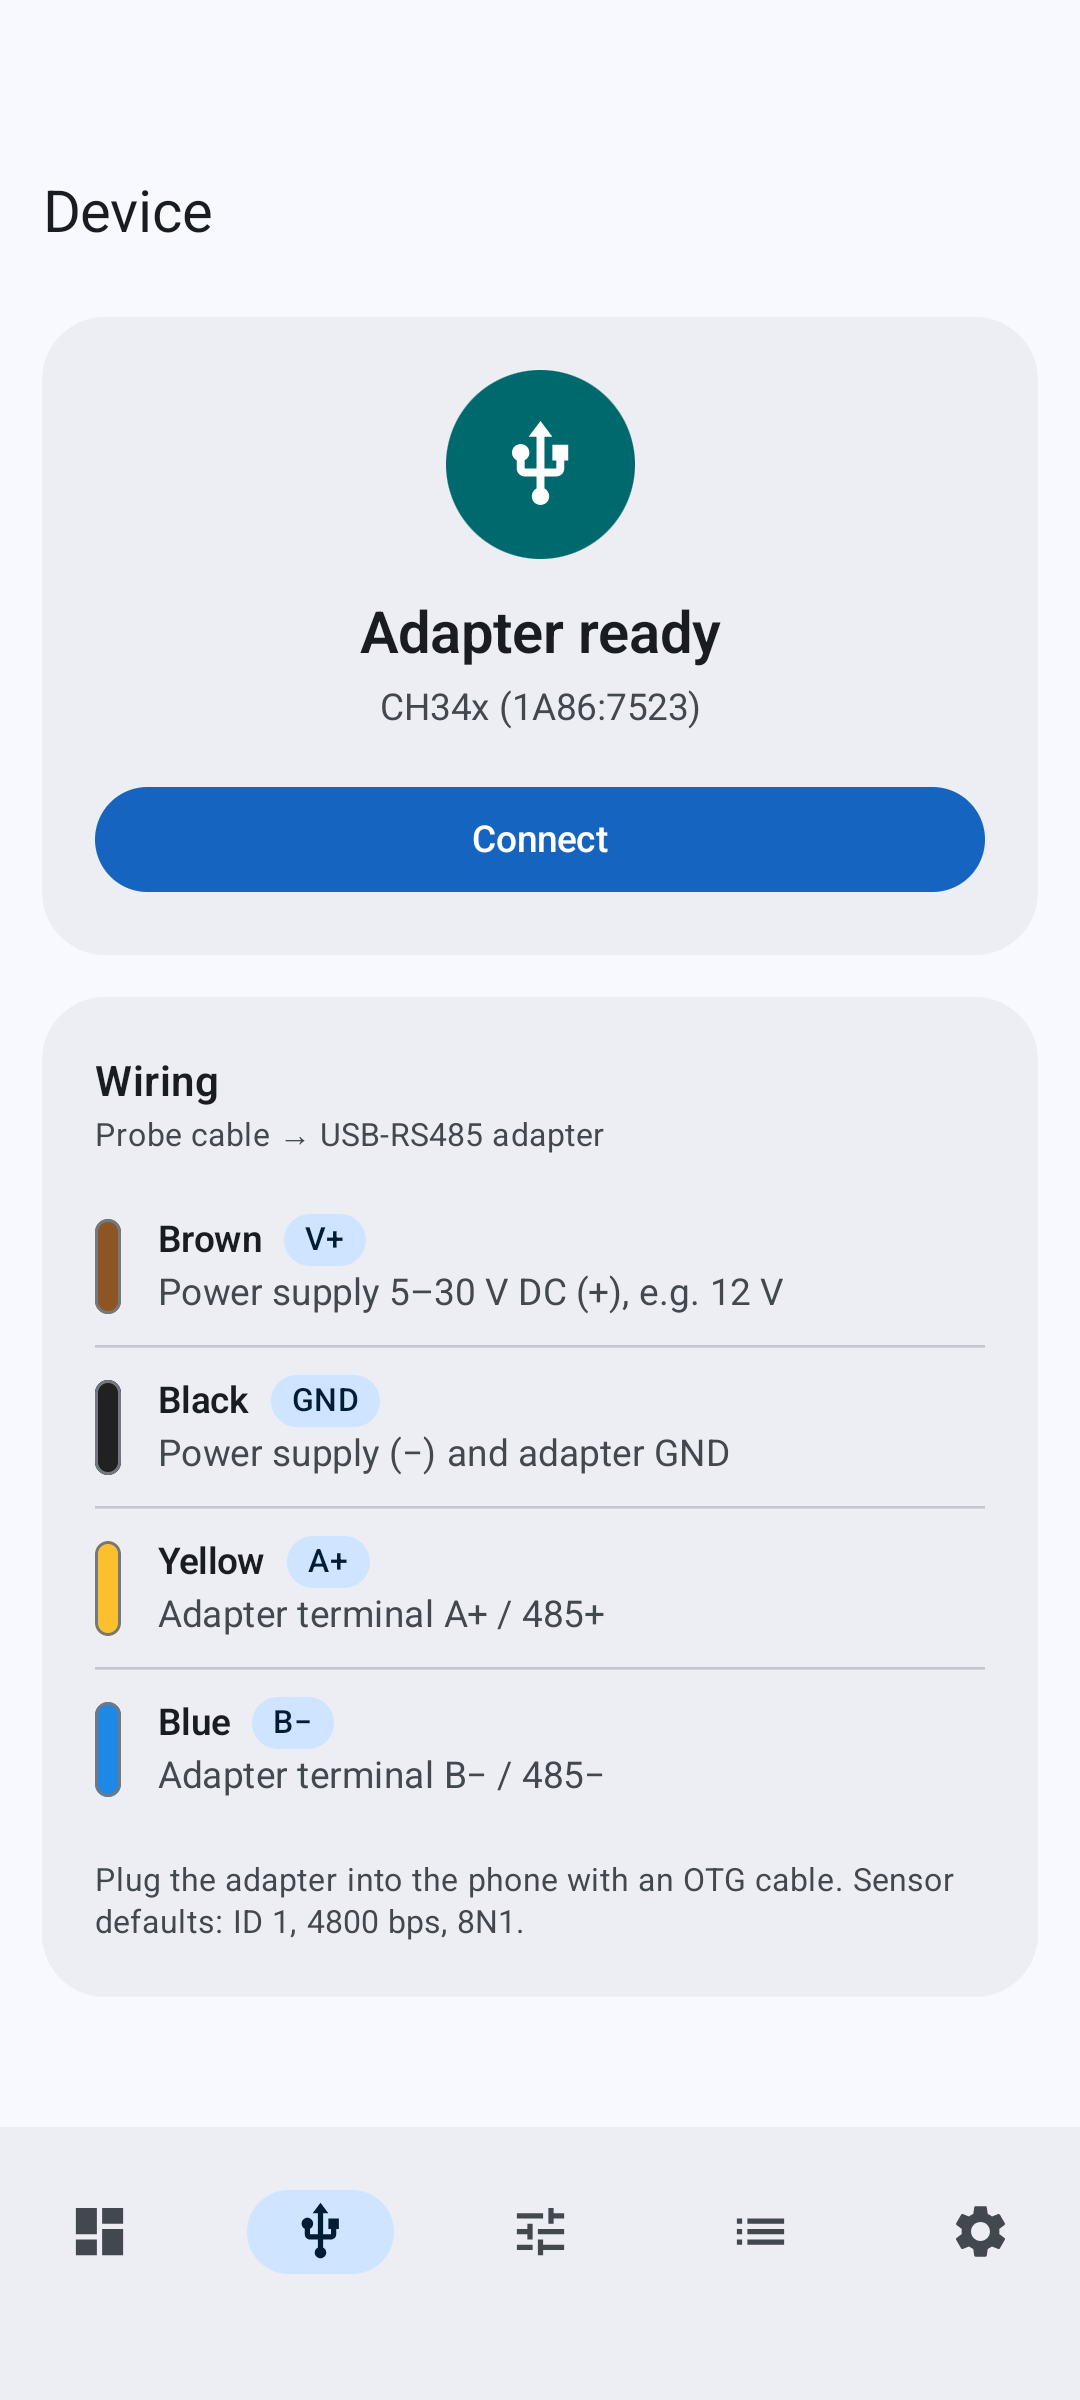 Device
Adapter ready
CH34x (1A86:7523)
Connect
Wiring
Probe cable → USB-RS485 adapter
Brown V+
Power supply 5–30 V DC (+), e.g. 12 V
Black GND
Power supply (−) and adapter GND
Yellow A+
Adapter terminal A+ / 485+
Blue B−
Adapter terminal B− / 485−
Plug the adapter into the phone with an OTG cable. Sensor
defaults: ID 1, 4800 bps, 8N1.